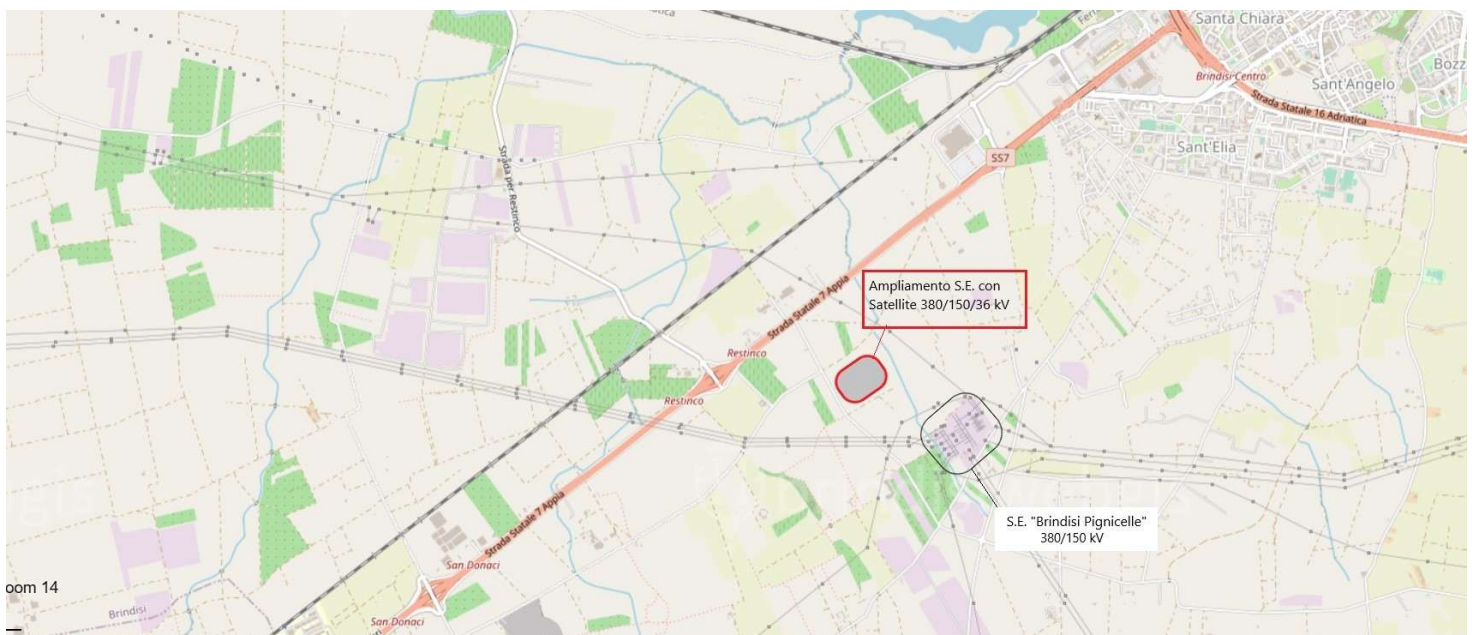 Santa Chiara
Brindisi Centro
Sant'Angelo
Bozz
Strada Statale 16 Adriatica
Sant'Elia
SS7
Strada per Restinco
Ampliamento S.E. con
Satellite 380/150/36 kV
Strada Statale 7 Appia
Restinco
Restinco
S.E. "Brindisi Pignicelle"
380/150 kV
Strada Statale 7 Appia
San Donaci
oom 14
Brindisi
San Donaci